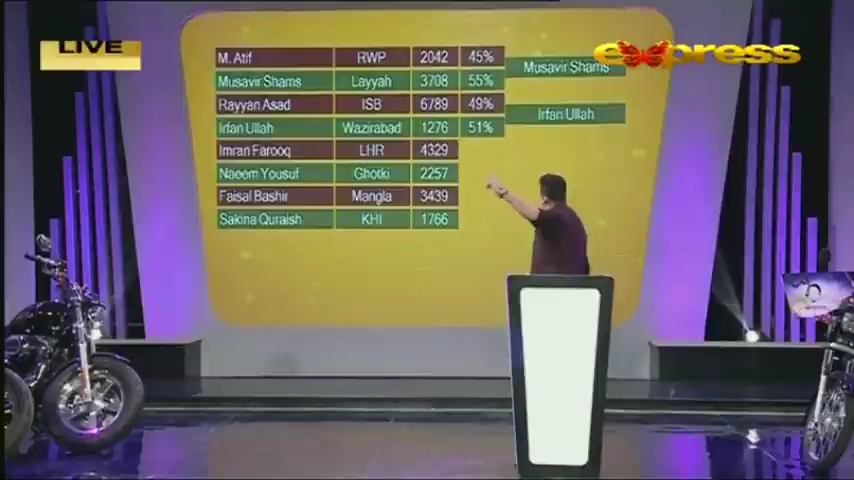 LIVE
express
M. Atif RWP 2042 45%
Musavir Shams Layyah 3708 55%
Musavir Shams
Rayyan Asad ISB 6789 49%
Irfan Ullah Wazirabad 1276 51%
Irfan Ullah
Imran Farooq LHR 4329
Naeem Yousuf Ghotki 2257
Faisal Bashir Mangla 3439
Sakina Quraish KHI 1766